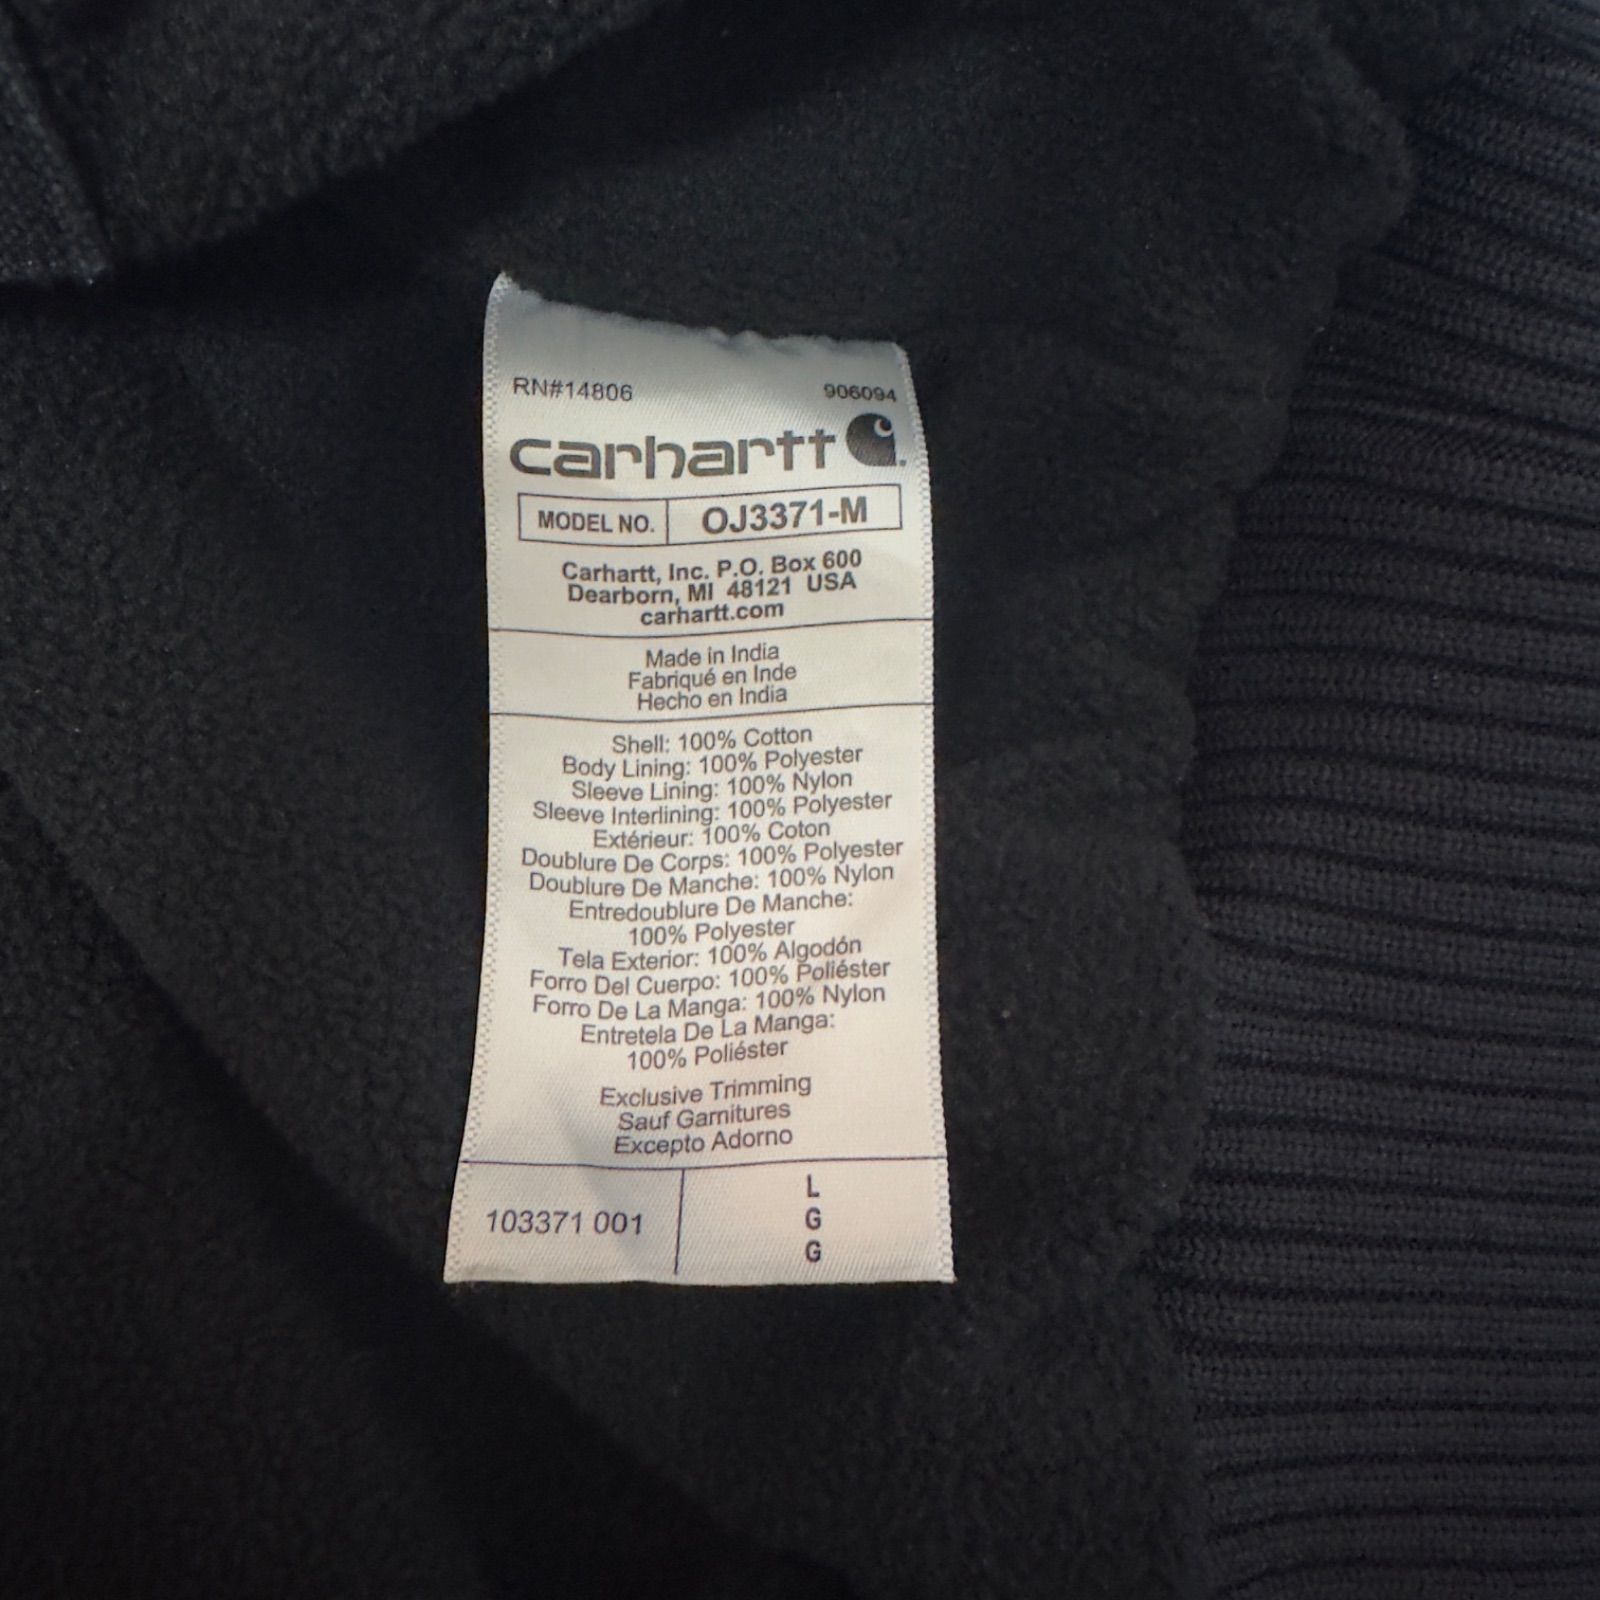 RN#14806 906094
carhartt
MODEL NO. OJ3371-M
Carhartt, Inc. P.O. Box 600
Dearborn, MI 48121 USA
carhartt.com
Made in India
Fabriqué en Inde
Hecho en India
Shell: 100% Cotton
Body Lining: 100% Polyester
Sleeve Lining: 100% Nylon
Sleeve Interlining: 100% Polyester
Extérieur: 100% Coton
Doublure De Corps: 100% Polyester
Doublure De Manche: 100% Nylon
Entredoublure De Manche:
100% Polyester
Tela Exterior: 100% Algodón
Forro Del Cuerpo: 100% Poliéster
Forro De La Manga: 100% Nylon
Entretela De La Manga:
100% Poliéster
Exclusive Trimming
Sauf Garnitures
Excepto Adorno
103371 001 L
G
G